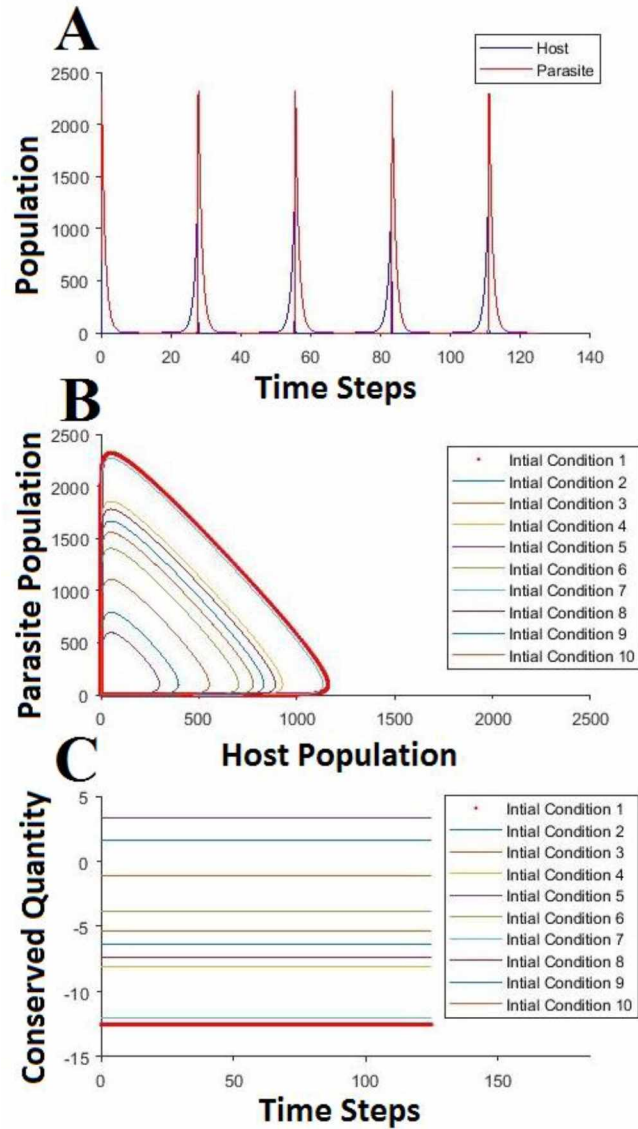 A
Host
Parasite
2500
2000
1500
1000
500
0
0 20 40 60 80 100 120 140
Population
Time Steps
B
2500
2000
1500
1000
500
0
0 500 1000 1500 2000 2500
Parasite Population
Host Population
Intial Condition 1
Intial Condition 2
Intial Condition 3
Intial Condition 4
Intial Condition 5
Intial Condition 6
Intial Condition 7
Intial Condition 8
Intial Condition 9
Intial Condition 10
C
5
0
-5
-10
-15
0 50 100 150
Conserved Quantity
Time Steps
Intial Condition 1
Intial Condition 2
Intial Condition 3
Intial Condition 4
Intial Condition 5
Intial Condition 6
Intial Condition 7
Intial Condition 8
Intial Condition 9
Intial Condition 10